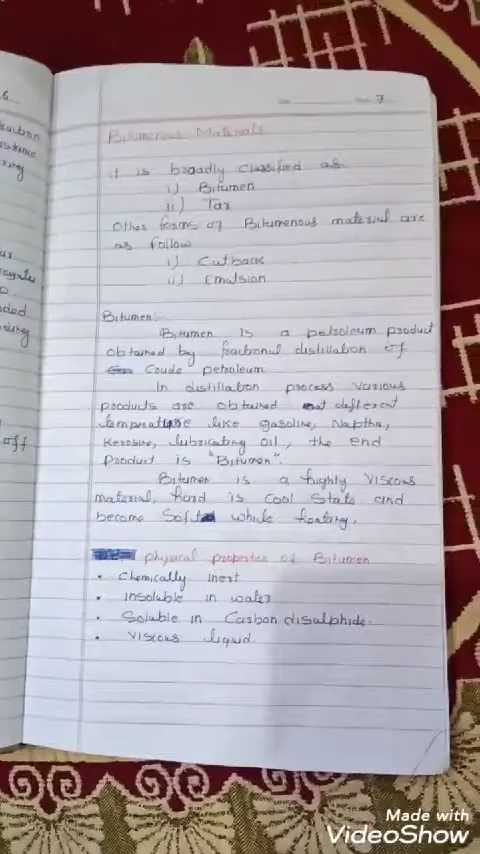 7
Bitumenous Materials
it is broadly classified as
i) Bitumen
ii) Tar
Other forms of Bitumenous material are
as follow
i) Cutback
ii) Emulsion
Bitumen:-
Bitumen is a petroleum product
obtained by fractional distillation of
Crude petroleum.
In distillation process various
products are obtained at different
temperature like gasoline, Naptha,
Kerosine, lubricating oil, the end
product is "Bitumen".
Bitumen is a highly viscous
material, hard is cool state and
become soft while heating.
physical properties of Bitumen
• Chemically inert
• Insoluble in water
• Soluble in Carbon disulphide.
• Viscous liquid
off
Made with
VideoShow